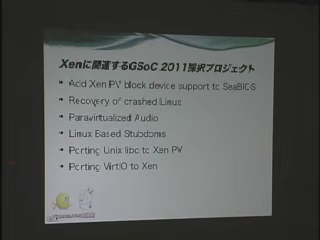 Xenに関連するGSoC 2011採択プロジェクト
Add Xen PV block device support to SeaBIOS
Recovery of crashed Linux
Paravirtualized Audio
Linux Based Stubdoms
Porting Unix libc to Xen PV
Porting VirtIO to Xen